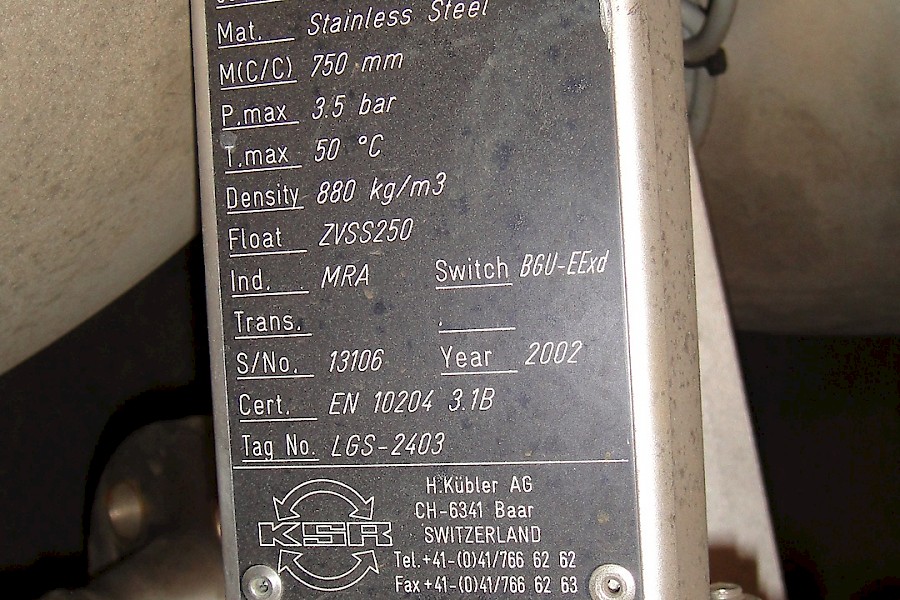 Mat. Stainless Steel
M(C/C) 750 mm
P.max 3.5 bar
T.max 50 °C
Density 880 kg/m3
Float ZVSS250
Ind. MRA Switch BGU-EExd
Trans.
S/No. 13106 Year 2002
Cert. EN 10204 3.1B
Tag No. LGS-2403
KSR
H.Kübler AG
CH-6341 Baar
SWITZERLAND
Tel.+41-(0)41/766 62 62
Fax+41-(0)41/766 62 63